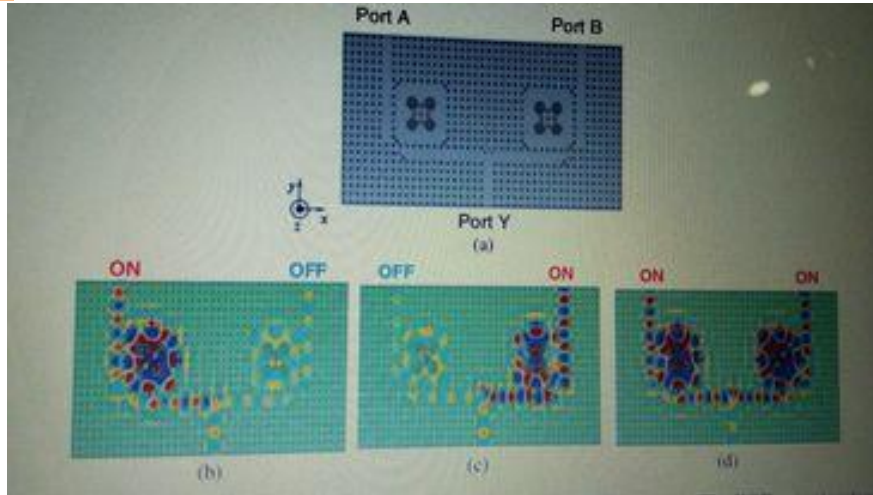 Port A
Port B
y
x
z
Port Y
(a)
ON OFF
OFF ON
ON ON
(b)
(c)
(d)